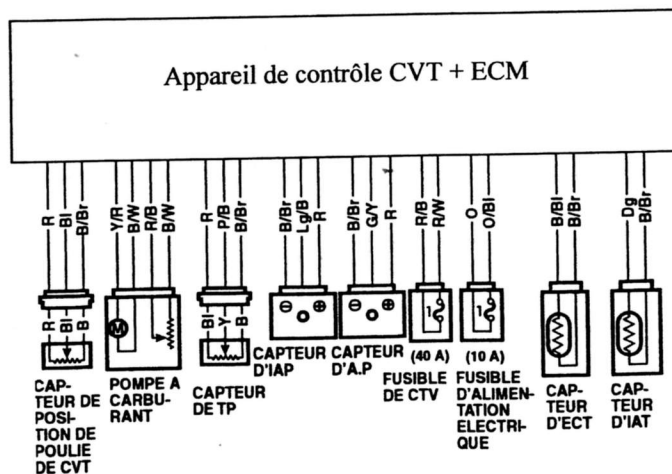 Appareil de contrôle CVT + ECM
R
Bl
B/Br
Y/R
B/W
R/B
B/W
R
P/B
B/Br
B/Br
Lg/B
R
B/Br
G/Y
R
R/B
R/W
O
O/Bl
B/Bl
B/Br
Dg
B/Br
R
Bl
B
M
Bl
Y
B
⊖
⊕
⊖
⊕
1
1
CAP-
TEUR DE
POSI-
TION DE
POULIE
DE CVT
POMPE A
CARBU-
RANT
CAPTEUR
DE TP
CAPTEUR
D'IAP
CAPTEUR
D'A.P
(40 A)
FUSIBLE
DE CTV
(10 A)
FUSIBLE
D'ALIMEN-
TATION
ELECTRI-
QUE
CAP-
TEUR
D'ECT
CAP-
TEUR
D'IAT